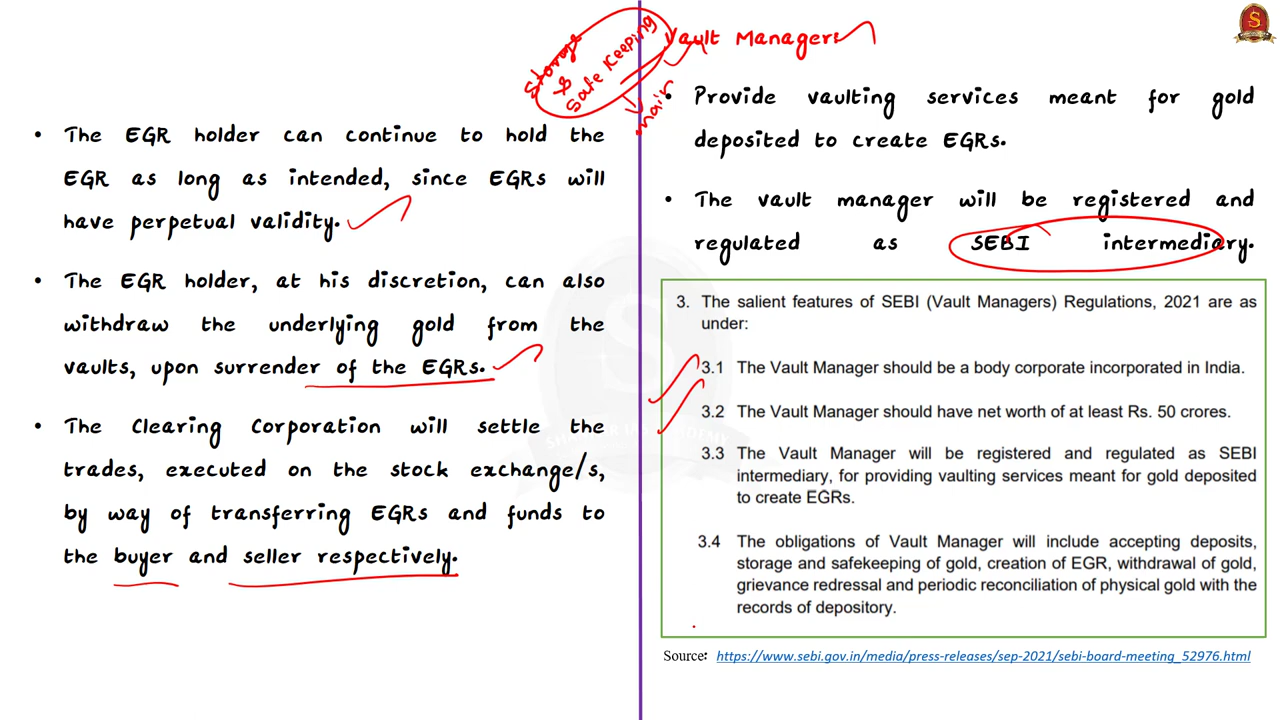 • The EGR holder can continue to hold the
EGR as long as intended, since EGRs will
have perpetual validity.
• The EGR holder, at his discretion, can also
withdraw the underlying gold from the
vaults, upon surrender of the EGRs.
• The Clearing Corporation will settle the
trades, executed on the stock exchange/s,
by way of transferring EGRs and funds to
the buyer and seller respectively.
Storage
&
Safe Keeping
Main
Vault Managers
• Provide vaulting services meant for gold
deposited to create EGRs.
• The vault manager will be registered and
regulated as SEBI intermediary.
3. The salient features of SEBI (Vault Managers) Regulations, 2021 are as
under:
3.1 The Vault Manager should be a body corporate incorporated in India.
3.2 The Vault Manager should have net worth of at least Rs. 50 crores.
3.3 The Vault Manager will be registered and regulated as SEBI
intermediary, for providing vaulting services meant for gold deposited
to create EGRs.
3.4 The obligations of Vault Manager will include accepting deposits,
storage and safekeeping of gold, creation of EGR, withdrawal of gold,
grievance redressal and periodic reconciliation of physical gold with the
records of depository.
Source: https://www.sebi.gov.in/media/press-releases/sep-2021/sebi-board-meeting_52976.html